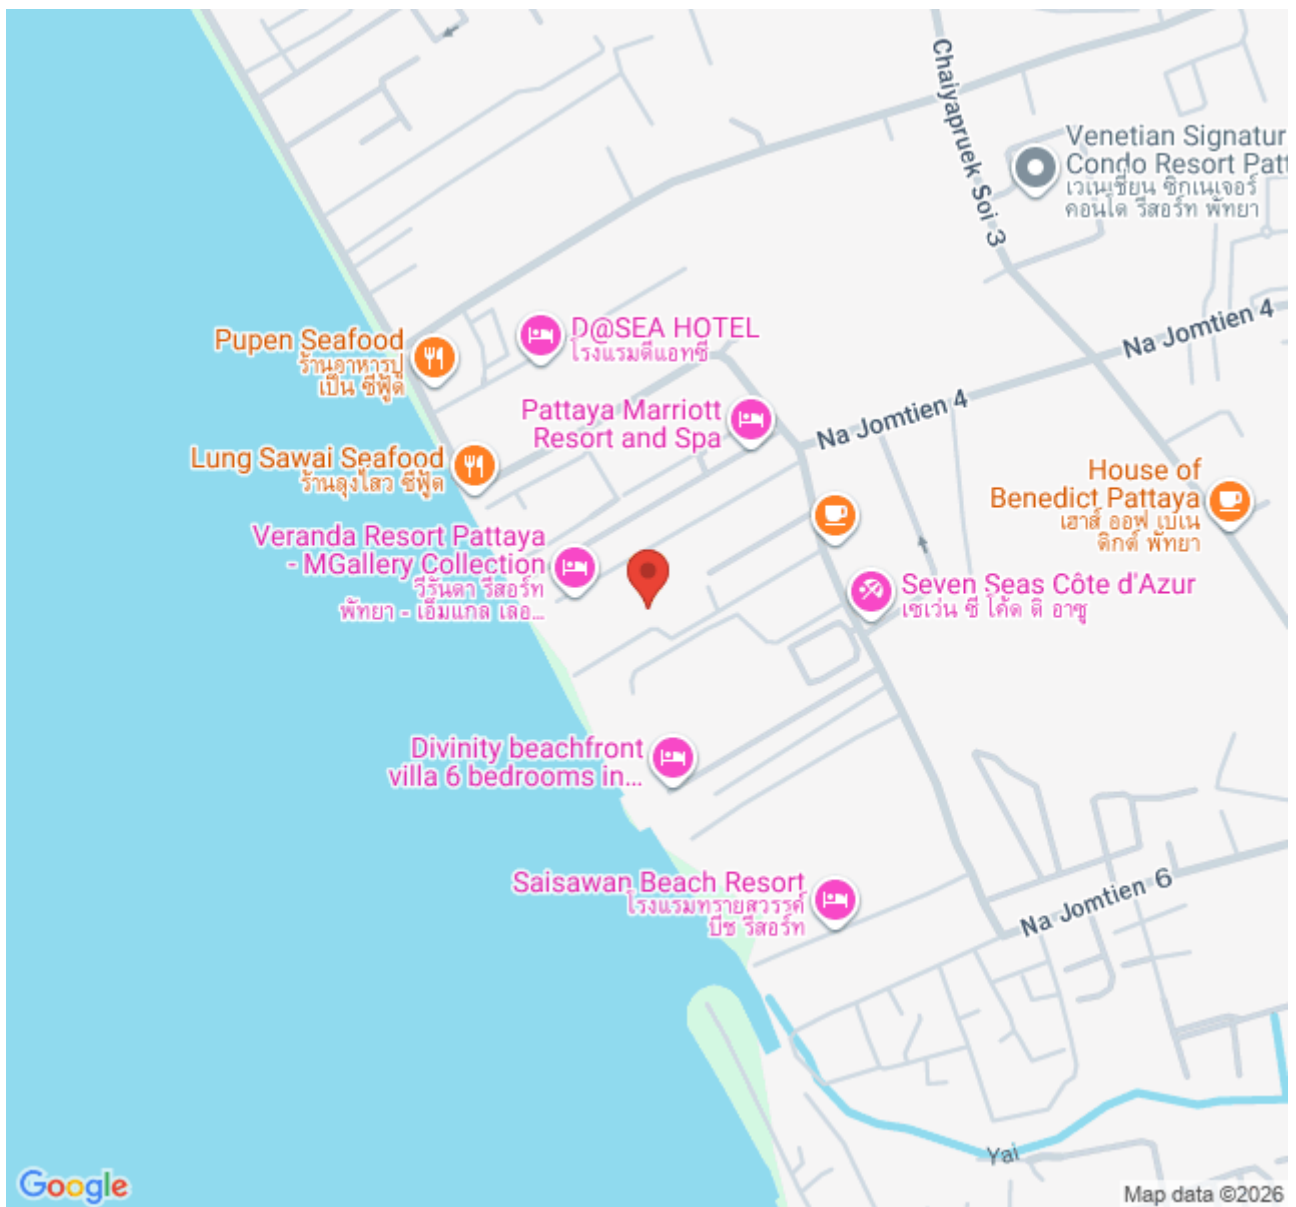 Chaiyapruek Soi 3
Venetian Signatur
Condo Resort Patt
เวเนเชี่ยน ซิกเนเจอร์
คอนโด รีสอร์ท พัทยา
Na Jomtien 4
D@SEA HOTEL
โรงแรมดีแอทซี
Pupen Seafood
ร้านอาหารปู
เป็น ซีฟู้ด
Pattaya Marriott
Resort and Spa
Na Jomtien 4
Lung Sawai Seafood
ร้านลุงไสว ซีฟู้ด
House of
Benedict Pattaya
เฮาส์ ออฟ เบเน
ดิกต์ พัทยา
Veranda Resort Pattaya
- MGallery Collection
วีรันดา รีสอร์ท
พัทยา - เอ็มแกล เลอ...
Seven Seas Côte d'Azur
เซเว่น ซี โค้ด ดิ อาซู
Divinity beachfront
villa 6 bedrooms in...
Saisawan Beach Resort
โรงแรมทรายสวรรค์
บีช รีสอร์ท
Na Jomtien 6
Yai
Google
Map data ©2026